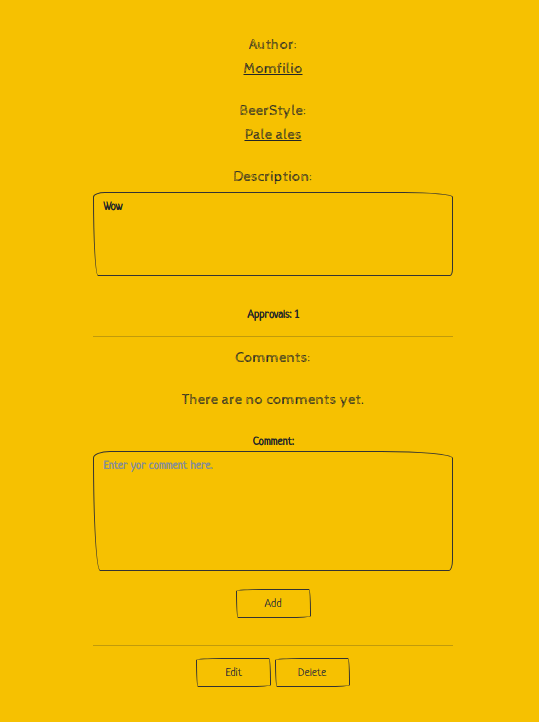 Author:
Momfilio
BeerStyle:
Pale ales
Description:
Wow
Approvals: 1
Comments:
There are no comments yet.
Comment:
Enter yor comment here.
Add
Edit Delete